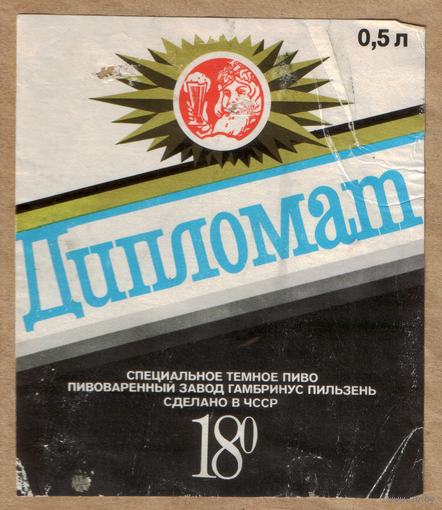 0,5 л
Дипломат
СПЕЦИАЛЬНОЕ ТЕМНОЕ ПИВО
ПИВОВАРЕННЫЙ ЗАВОД ГАМБРИНУС ПИЛЬЗЕНЬ
СДЕЛАНО В ЧССР
18⁰